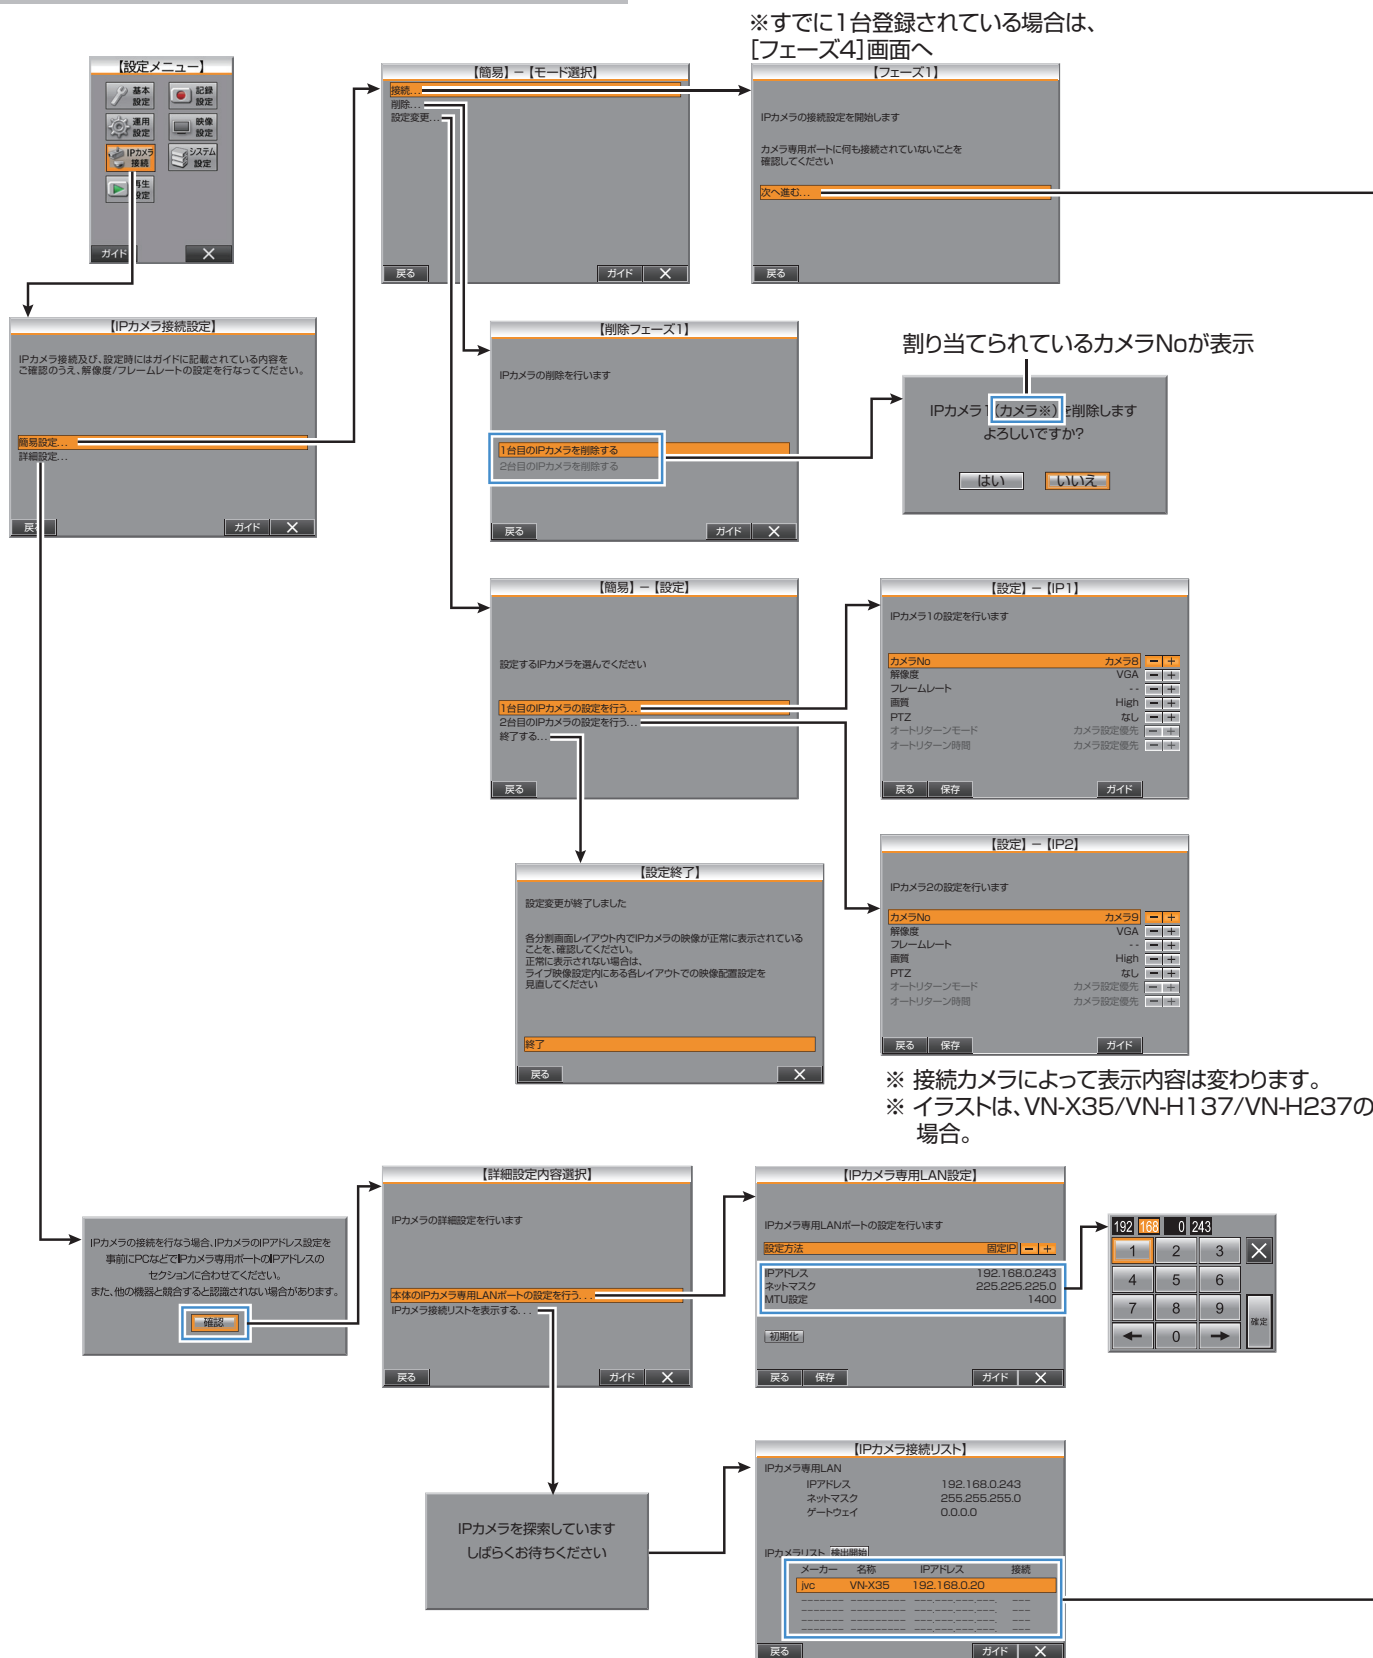 ※すでに1台登録されている場合は、
[フェーズ4]画面へ
【設定メニュー】
基本
設定
記録
設定
運用
設定
映像
設定
IPカメラ
接続
システム
設定
再生
設定
ガイド
【簡易】－【モード選択】
接続...
削除...
設定変更...
戻る ガイド ×
【フェーズ1】
IPカメラの接続設定を開始します
カメラ専用ポートに何も接続されていないことを
確認してください
次へ進む...
戻る
【IPカメラ接続設定】
IPカメラ接続及び、設定時にはガイドに記載されている内容を
ご確認のうえ、解像度/フレームレートの設定を行なってください。
簡易設定...
詳細設定...
戻る ガイド ×
【削除フェーズ1】
IPカメラの削除を行います
1台目のIPカメラを削除する
2台目のIPカメラを削除する
戻る ガイド ×
割り当てられているカメラNoが表示
IPカメラ1(カメラ※)を削除します
よろしいですか?
はい いいえ
【簡易】－【設定】
設定するIPカメラを選んでください
1台目のIPカメラの設定を行う...
2台目のIPカメラの設定を行う...
終了する...
戻る
【設定】－【IP1】
IPカメラ1の設定を行います
カメラNo カメラ8 － ＋
解像度 VGA － ＋
フレームレート - - － ＋
画質 High － ＋
PTZ なし － ＋
オートリターンモード カメラ設定優先 － ＋
オートリターン時間 カメラ設定優先 － ＋
戻る 保存 ガイド
【設定】－【IP2】
IPカメラ2の設定を行います
カメラNo カメラ9 － ＋
解像度 VGA － ＋
フレームレート - - － ＋
画質 High － ＋
PTZ なし － ＋
オートリターンモード カメラ設定優先 － ＋
オートリターン時間 カメラ設定優先 － ＋
戻る 保存 ガイド
【設定終了】
設定変更が終了しました
各分割画面レイアウト内でIPカメラの映像が正常に表示されている
ことを、確認してください。
正常に表示されない場合は、
ライブ映像設定内にある各レイアウトでの映像配置設定を
見直してください
終了
戻る ×
※ 接続カメラによって表示内容は変わります。
※ イラストは、VN-X35/VN-H137/VN-H237の
場合。
IPカメラの接続を行なう場合、IPカメラのIPアドレス設定を
事前にPCなどでIPカメラ専用ポートのIPアドレスの
セクションに合わせてください。
また、他の機器と競合すると認識されない場合があります。
確認
【詳細設定内容選択】
IPカメラの詳細設定を行います
本体のIPカメラ専用LANポートの設定を行う...
IPカメラ接続リストを表示する...
戻る ガイド ×
【IPカメラ専用LAN設定】
IPカメラ専用LANポートの設定を行います
設定方法 固定IP － ＋
IPアドレス 192.168.0.243
ネットマスク 225.225.225.0
MTU設定 1400
初期化
戻る 保存 ガイド ×
192 168 0 243
1 2 3 ×
4 5 6
7 8 9
← 0 → 確定
IPカメラを探索しています
しばらくお待ちください
【IPカメラ接続リスト】
IPカメラ専用LAN
IPアドレス 192.168.0.243
ネットマスク 255.255.255.0
ゲートウェイ 0.0.0.0
IPカメラリスト 検出開始
メーカー 名称 IPアドレス 接続
jvc VN-X35 192.168.0.20
------- --------- ---.---.---.---. ---
------- --------- ---.---.---.---. ---
------- --------- ---.---.---.---. ---
戻る ガイド ×